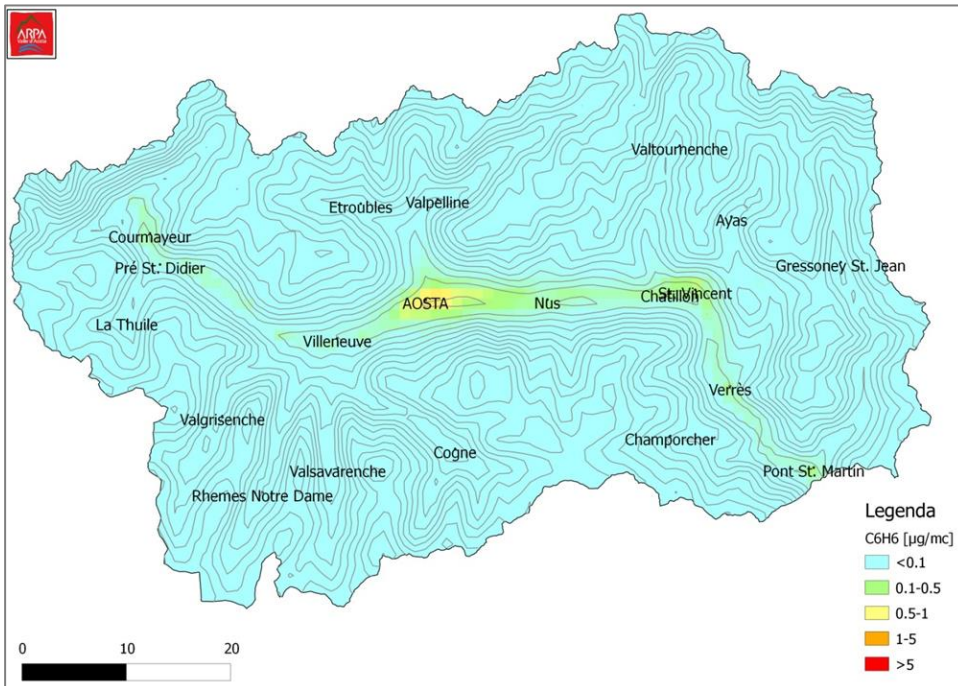 ARPA
Valtournenche
Etroubles
Valpelline
Ayas
Courmayeur
Pré St. Didier
Gressoney St. Jean
La Thuile
AOSTA
Nus
Chatillon
St. Vincent
Villeneuve
Verrès
Valgrisenche
Champorcher
Cogne
Valsavarenche
Pont St. Martin
Rhemes Notre Dame
Legenda
C6H6 [µg/mc]
<0.1
0.1-0.5
0.5-1
1-5
>5
0 10 20